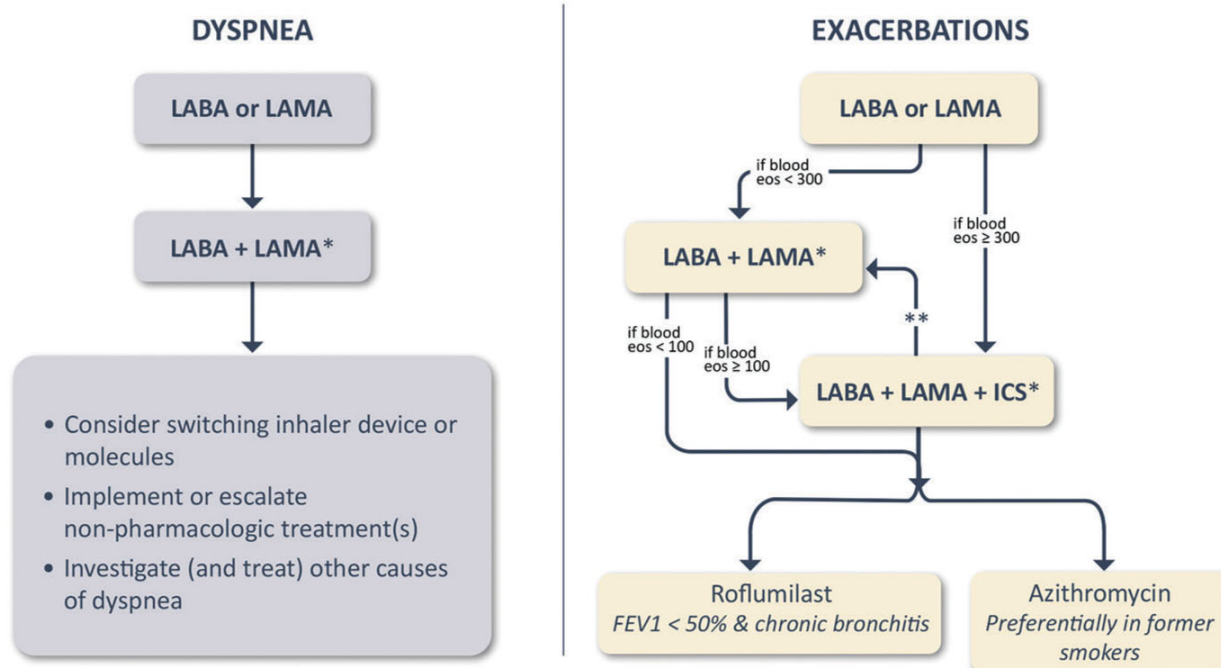 DYSPNEA
LABA or LAMA
LABA + LAMA*
• Consider switching inhaler device or
molecules
• Implement or escalate
non-pharmacologic treatment(s)
• Investigate (and treat) other causes
of dyspnea
EXACERBATIONS
LABA or LAMA
if blood
eos < 300
if blood
eos ≥ 300
LABA + LAMA*
**
if blood
eos < 100
if blood
eos ≥ 100
LABA + LAMA + ICS*
Roflumilast
FEV1 < 50% & chronic bronchitis
Azithromycin
Preferentially in former
smokers